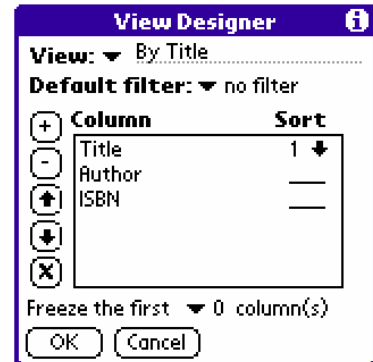 View Designer
View: By Title
Default filter: no filter
Column Sort
Title 1
Author
ISBN
Freeze the first 0 column(s)
OK Cancel